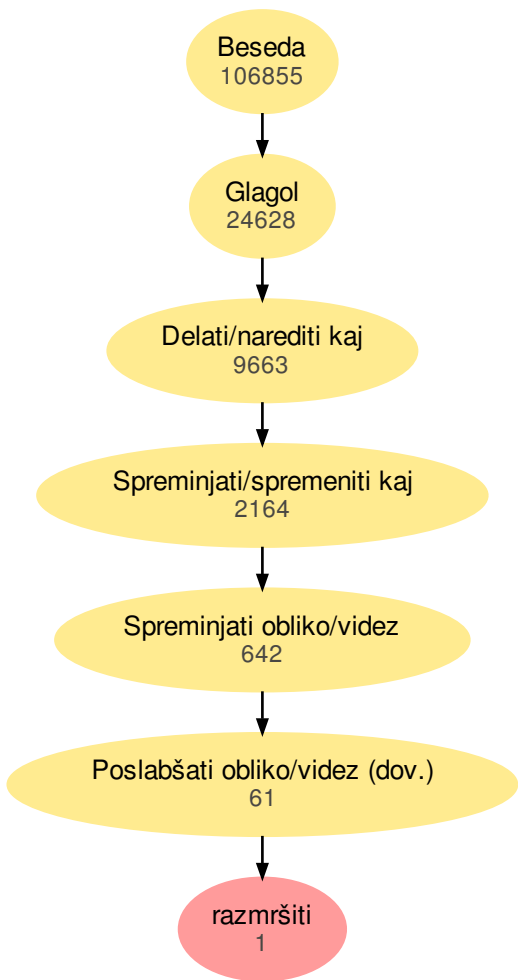 Beseda
106855
Glagol
24628
Delati/narediti kaj
9663
Spreminjati/spremeniti kaj
2164
Spreminjati obliko/videz
642
Poslabšati obliko/videz (dov.)
61
razmršiti
1